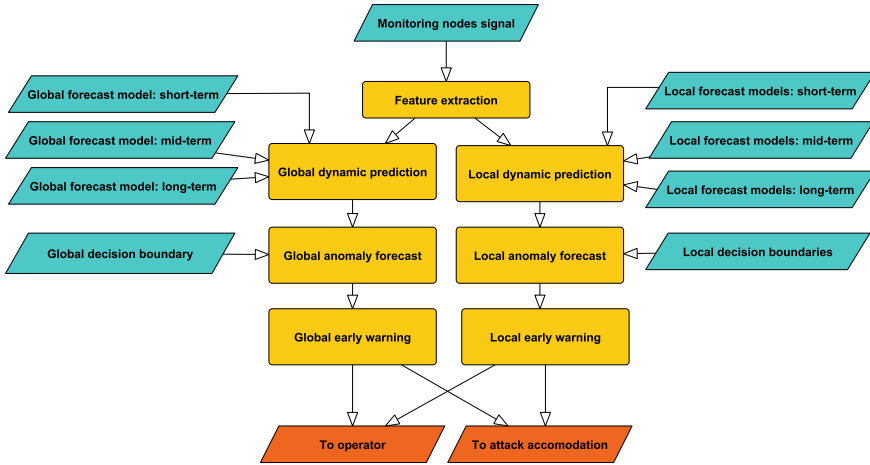 Monitoring nodes signal
Global forecast model: short-term
Feature extraction
Local forecast models: short-term
Global forecast model: mid-term
Local forecast models: mid-term
Global dynamic prediction
Local dynamic prediction
Global forecast model: long-term
Local forecast models: long-term
Global decision boundary
Global anomaly forecast
Local anomaly forecast
Local decision boundaries
Global early warning
Local early warning
To operator
To attack accomodation